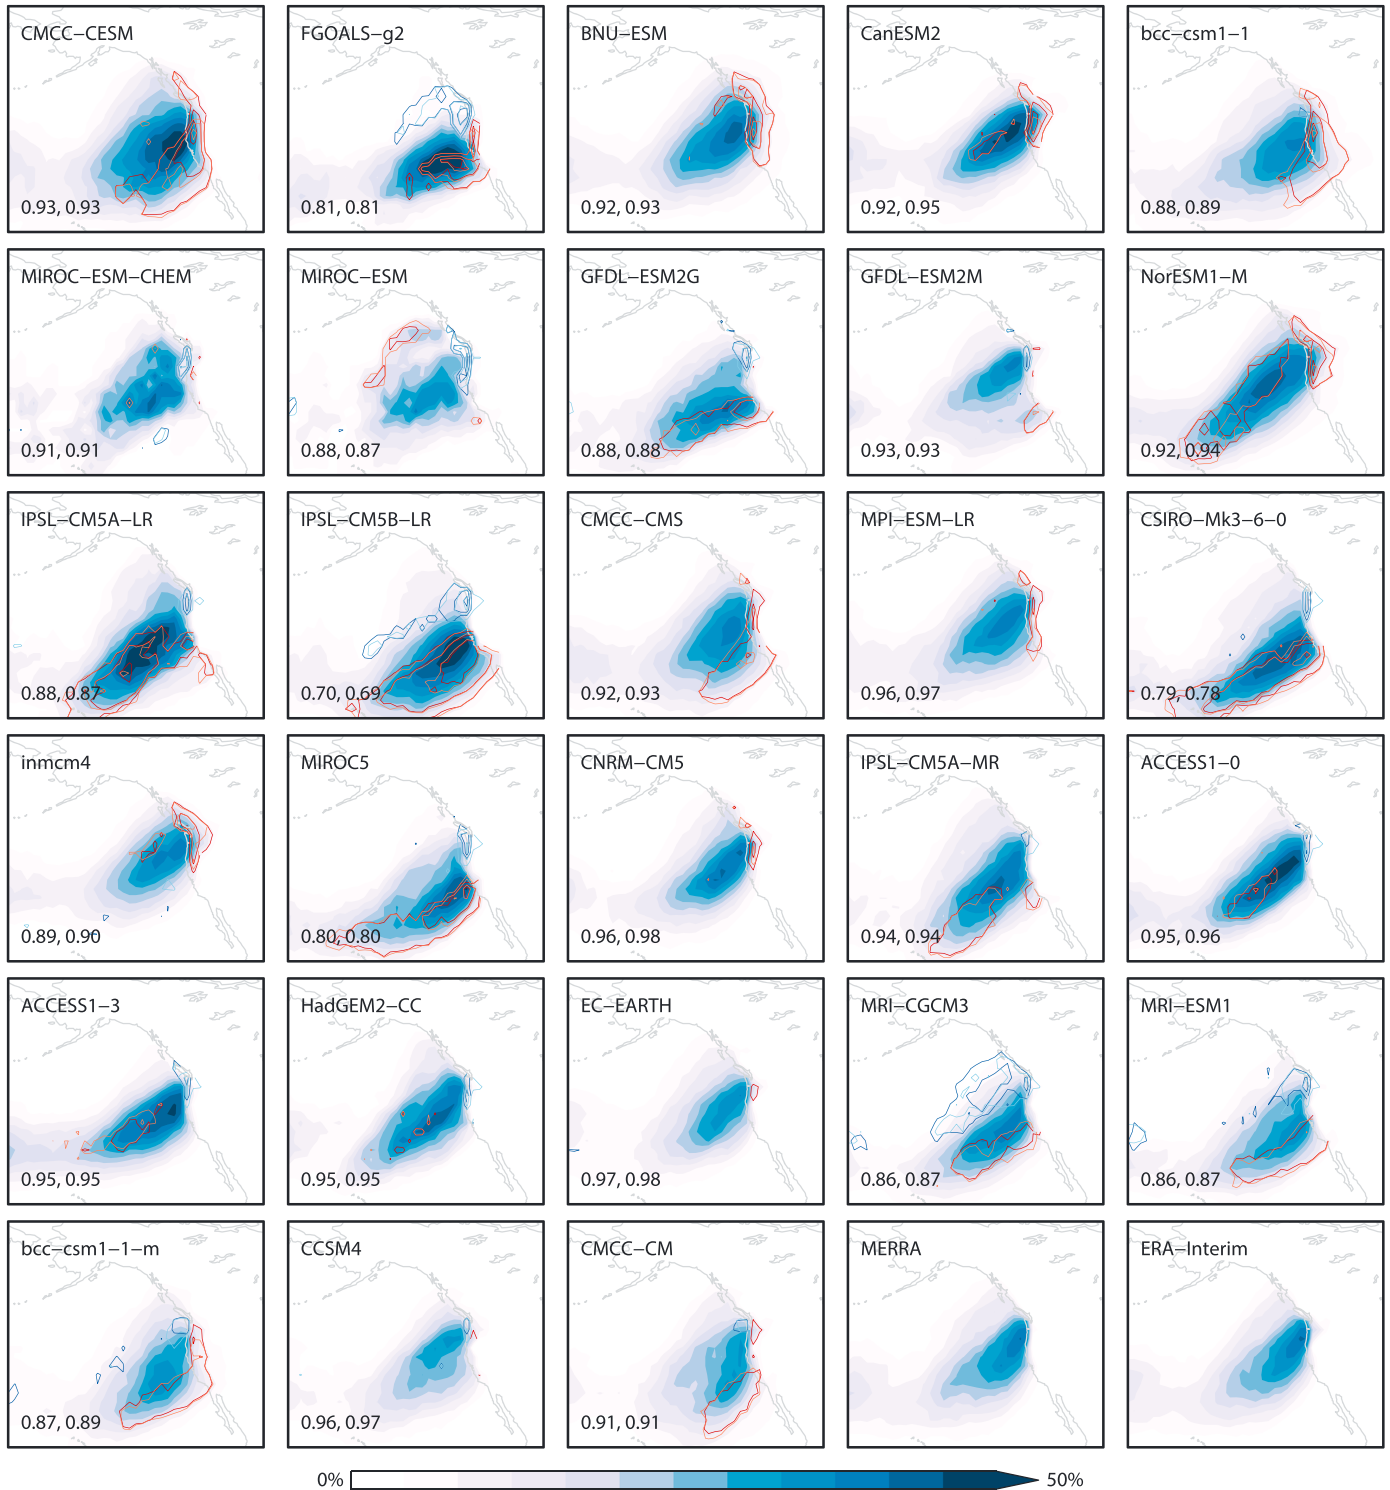 CMCC−CESM
0.93, 0.93
FGOALS−g2
0.81, 0.81
BNU−ESM
0.92, 0.93
CanESM2
0.92, 0.95
bcc−csm1−1
0.88, 0.89
MIROC−ESM−CHEM
0.91, 0.91
MIROC−ESM
0.88, 0.87
GFDL−ESM2G
0.88, 0.88
GFDL−ESM2M
0.93, 0.93
NorESM1−M
0.92, 0.94
IPSL−CM5A−LR
0.88, 0.87
IPSL−CM5B−LR
0.70, 0.69
CMCC−CMS
0.92, 0.93
MPI−ESM−LR
0.96, 0.97
CSIRO−Mk3−6−0
0.79, 0.78
inmcm4
0.89, 0.90
MIROC5
0.80, 0.80
CNRM−CM5
0.96, 0.98
IPSL−CM5A−MR
0.94, 0.94
ACCESS1−0
0.95, 0.96
ACCESS1−3
0.95, 0.95
HadGEM2−CC
0.95, 0.95
EC−EARTH
0.97, 0.98
MRI−CGCM3
0.86, 0.87
MRI−ESM1
0.86, 0.87
bcc−csm1−1−m
0.87, 0.89
CCSM4
0.96, 0.97
CMCC−CM
0.91, 0.91
MERRA
ERA−Interim
0%
50%